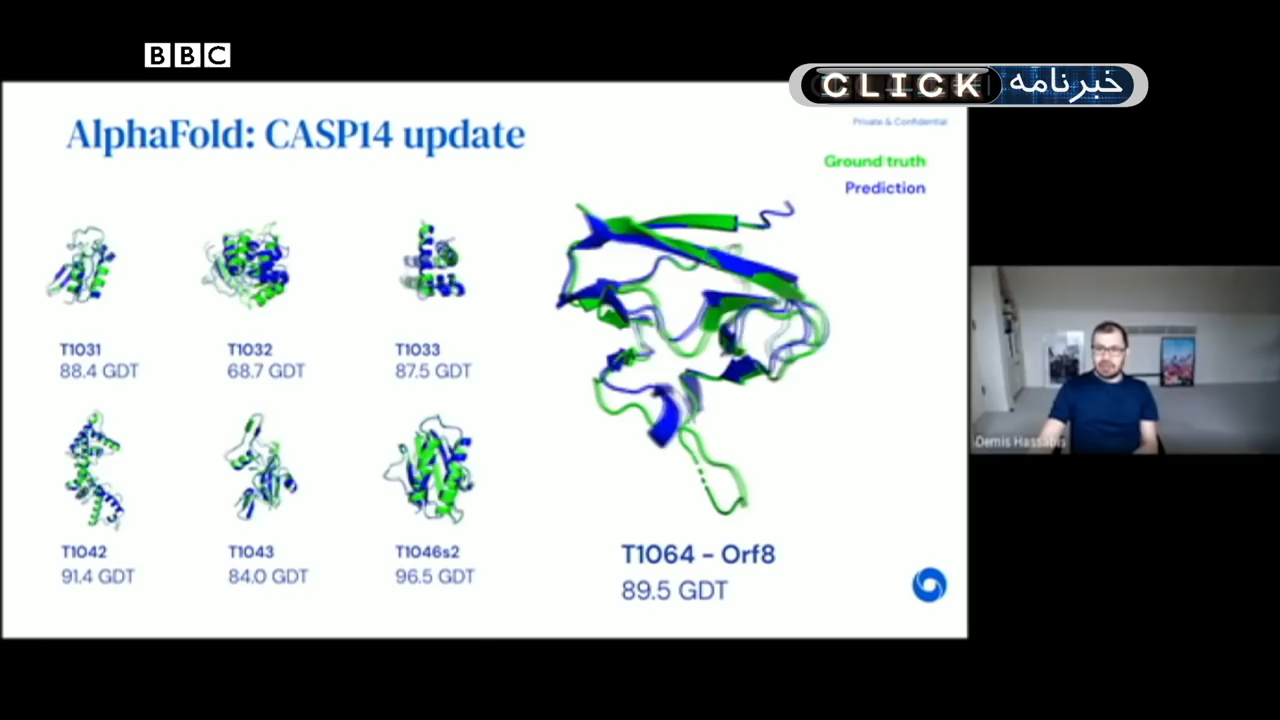 BBC
CLICK خبرنامه
AlphaFold: CASP14 update
Private & Confidential
Ground truth
Prediction
T1031
88.4 GDT
T1032
68.7 GDT
T1033
87.5 GDT
T1042
91.4 GDT
T1043
84.0 GDT
T1046s2
96.5 GDT
T1064 – Orf8
89.5 GDT
Demis Hassabis